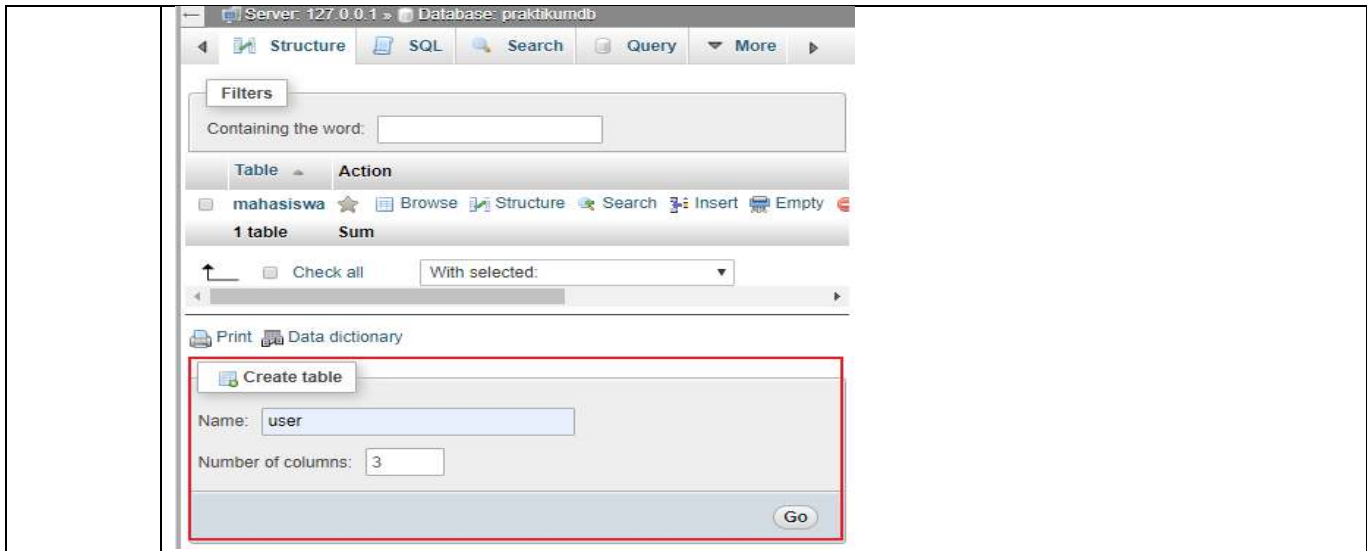 Server: 127.0.0.1 » Database: praktikumdb
Structure SQL Search Query More
Filters
Containing the word:
Table Action
mahasiswa Browse Structure Search Insert Empty
1 table Sum
Check all With selected:
Print Data dictionary
Create table
Name: user
Number of columns: 3
Go